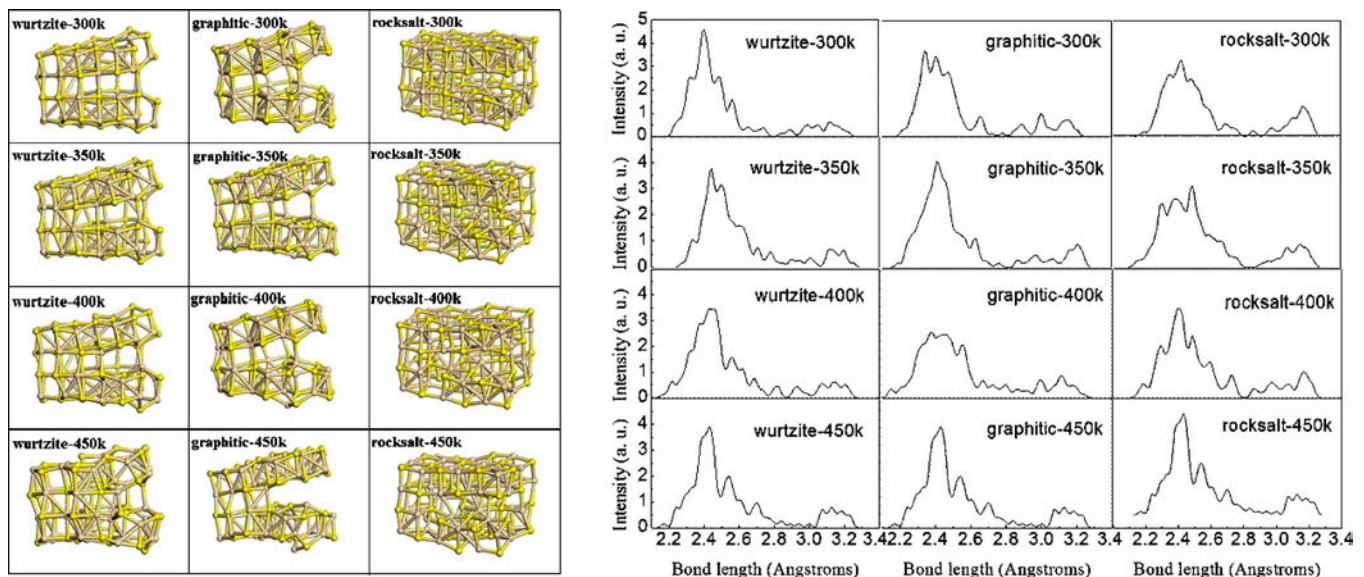 wurtzite-300k
graphitic-300k
rocksalt-300k
wurtzite-350k
graphitic-350k
rocksalt-350k
wurtzite-400k
graphitic-400k
rocksalt-400k
wurtzite-450k
graphitic-450k
rocksalt-450k
Intensity (a. u.)
5
4
3
2
1
0
wurtzite-300k
graphitic-300k
rocksalt-300k
Intensity (a. u.)
4
3
2
1
0
wurtzite-350k
graphitic-350k
rocksalt-350k
Intensity (a. u.)
4
3
2
1
0
wurtzite-400k
graphitic-400k
rocksalt-400k
Intensity (a. u.)
5
4
3
2
1
0
wurtzite-450k
graphitic-450k
rocksalt-450k
2.2 2.4 2.6 2.8 3.0 3.2 3.4
2.2 2.4 2.6 2.8 3.0 3.2 3.4
2.2 2.4 2.6 2.8 3.0 3.2 3.4
Bond length (Angstroms)
Bond length (Angstroms)
Bond length (Angstroms)